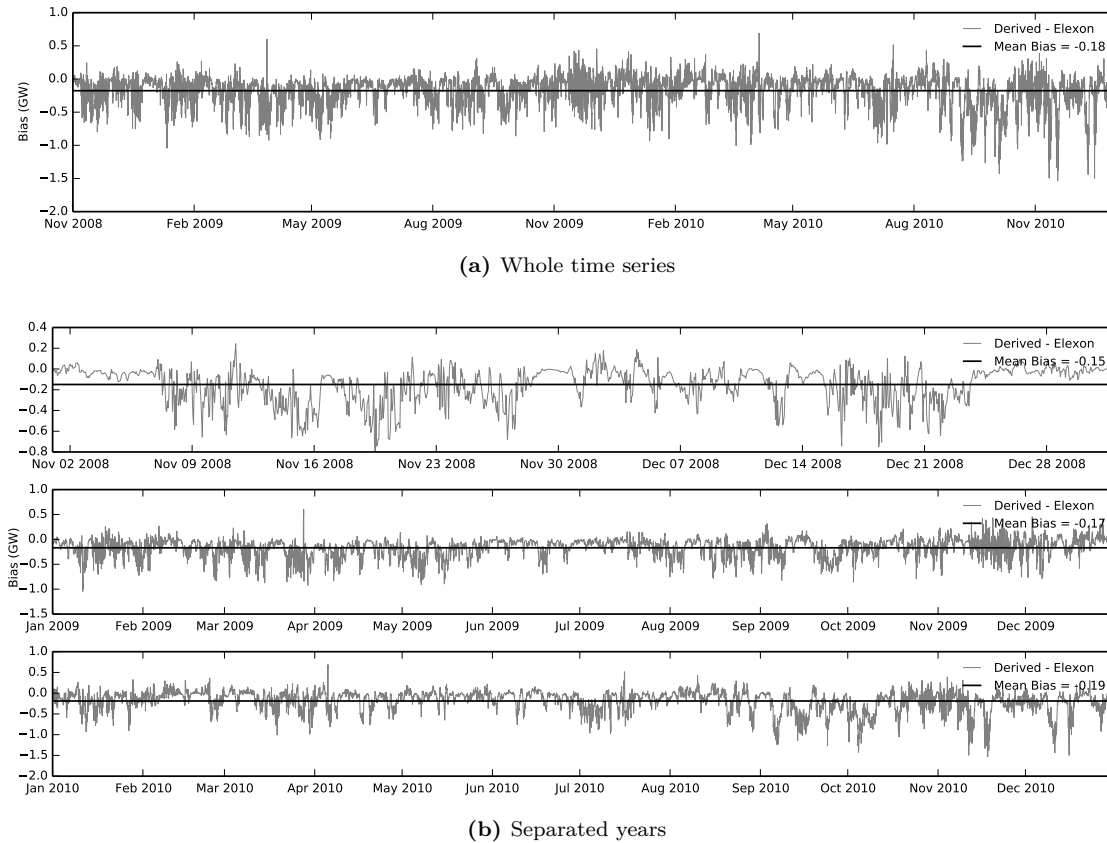 1.0
0.5
0.0
−0.5
−1.0
−1.5
−2.0
Bias (GW)
Derived - Elexon
Mean Bias = -0.18
Nov 2008 Feb 2009 May 2009 Aug 2009 Nov 2009 Feb 2010 May 2010 Aug 2010 Nov 2010
(a) Whole time series
0.4
0.2
0.0
−0.2
−0.4
−0.6
−0.8
Derived - Elexon
Mean Bias = -0.15
Nov 02 2008 Nov 09 2008 Nov 16 2008 Nov 23 2008 Nov 30 2008 Dec 07 2008 Dec 14 2008 Dec 21 2008 Dec 28 2008
1.0
0.5
0.0
−0.5
−1.0
−1.5
Bias (GW)
Derived - Elexon
Mean Bias = -0.17
Jan 2009 Feb 2009 Mar 2009 Apr 2009 May 2009 Jun 2009 Jul 2009 Aug 2009 Sep 2009 Oct 2009 Nov 2009 Dec 2009
1.0
0.5
0.0
−0.5
−1.0
−1.5
−2.0
Derived - Elexon
Mean Bias = -0.19
Jan 2010 Feb 2010 Mar 2010 Apr 2010 May 2010 Jun 2010 Jul 2010 Aug 2010 Sep 2010 Oct 2010 Nov 2010 Dec 2010
(b) Separated years